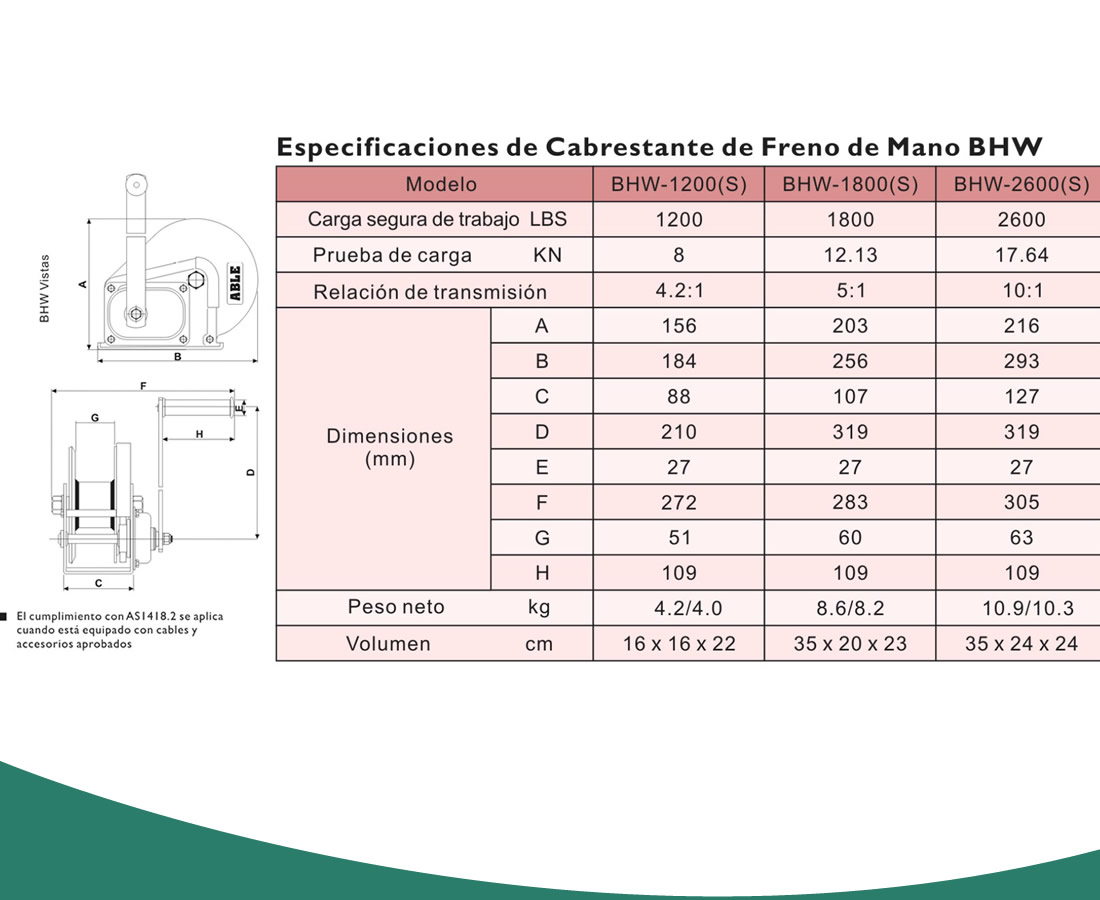 Especificaciones de Cabrestante de Freno de Mano BHW
Modelo BHW-1200(S) BHW-1800(S) BHW-2600(S)
Carga segura de trabajo LBS 1200 1800 2600
Prueba de carga KN 8 12.13 17.64
Relación de transmisión 4.2:1 5:1 10:1
Dimensiones
(mm)
A 156 203 216
B 184 256 293
C 88 107 127
D 210 319 319
E 27 27 27
F 272 283 305
G 51 60 63
H 109 109 109
Peso neto kg 4.2/4.0 8.6/8.2 10.9/10.3
Volumen cm 16 x 16 x 22 35 x 20 x 23 35 x 24 x 24
BHW Vistas
A
ABLE
B
F
E
G
H
D
C
El cumplimiento con AS1418.2 se aplica
cuando está equipado con cables y
accesorios aprobados